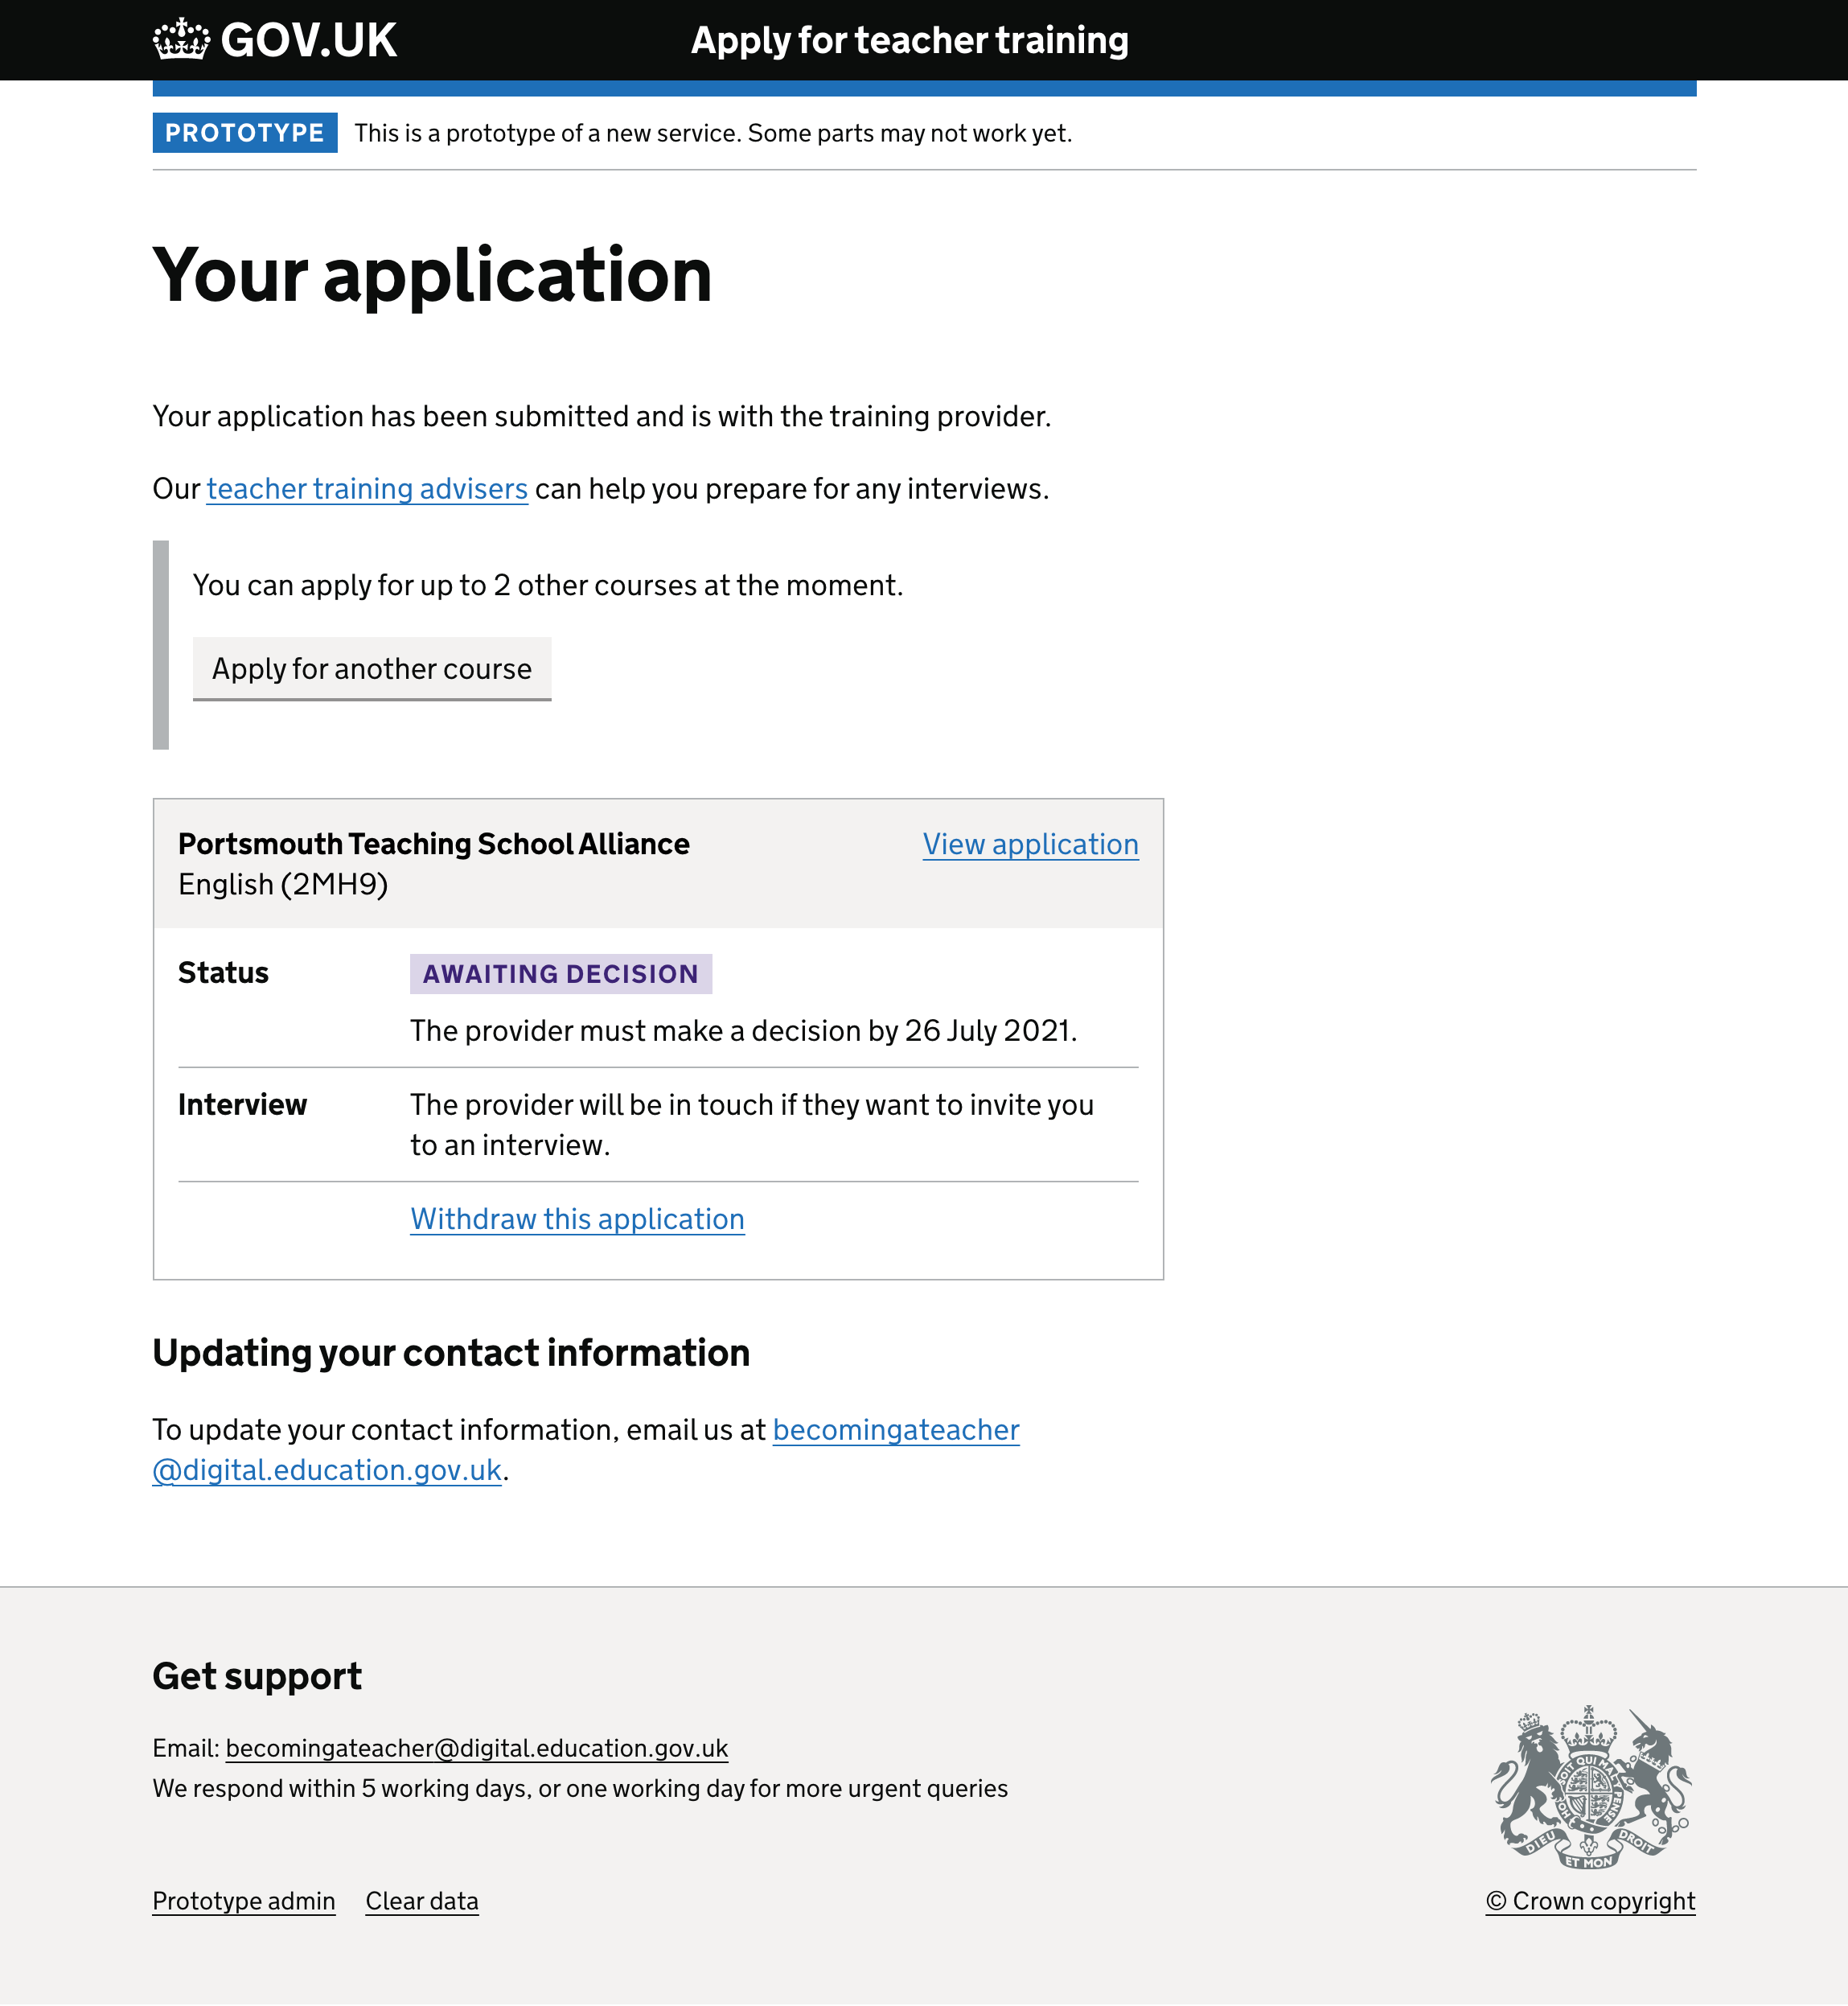 GOV.UK
Apply for teacher training
PROTOTYPE This is a prototype of a new service. Some parts may not work yet.
Your application
Your application has been submitted and is with the training provider.
Our teacher training advisers can help you prepare for any interviews.
You can apply for up to 2 other courses at the moment.
Apply for another course
Portsmouth Teaching School Alliance
View application
English (2MH9)
Status
AWAITING DECISION
The provider must make a decision by 26 July 2021.
Interview
The provider will be in touch if they want to invite you
to an interview.
Withdraw this application
Updating your contact information
To update your contact information, email us at becomingateacher
@digital.education.gov.uk.
Get support
Email: becomingateacher@digital.education.gov.uk
We respond within 5 working days, or one working day for more urgent queries
DIEU
ET MON
DROIT
Prototype admin
Clear data
© Crown copyright